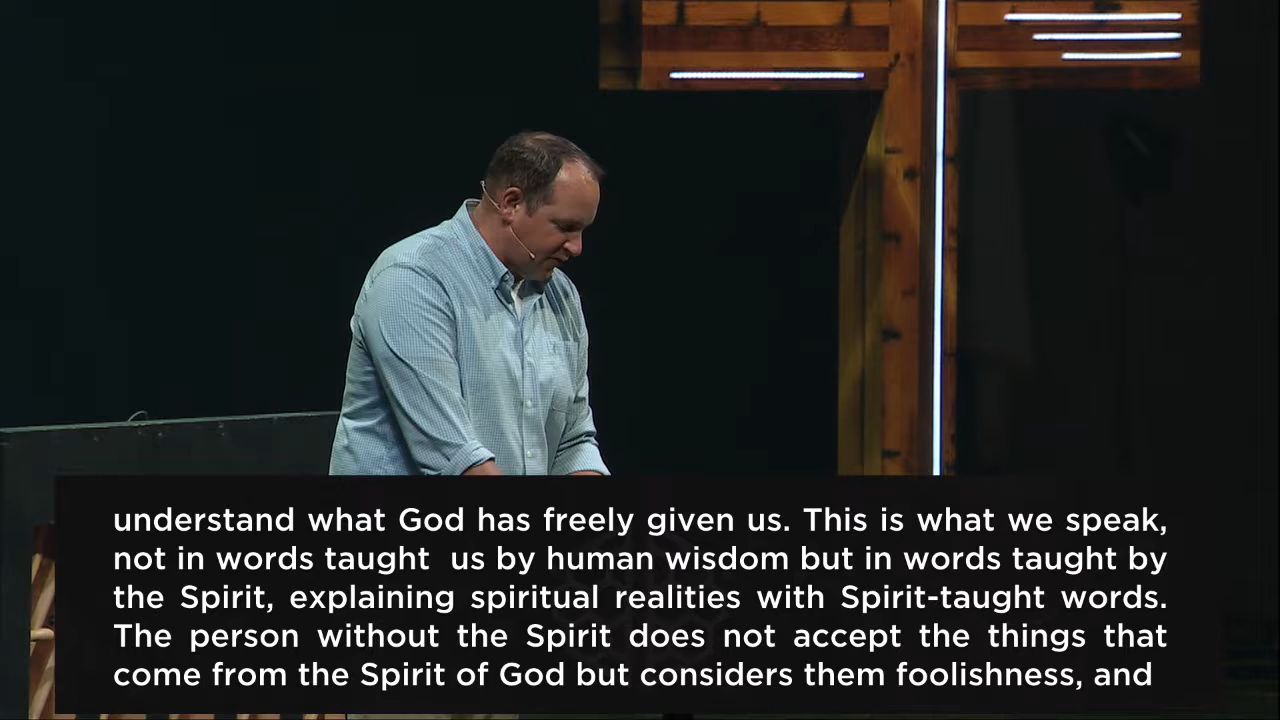 understand what God has freely given us. This is what we speak,
not in words taught  us by human wisdom but in words taught by
the Spirit, explaining spiritual realities with Spirit-taught words.
The person without the Spirit does not accept the things that
come from the Spirit of God but considers them foolishness, and